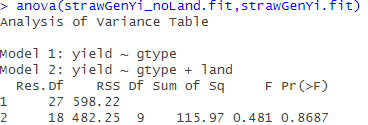 > anova(strawGenYi_noLand.fit,strawGenYi.fit)
Analysis of Variance Table
Model 1: yield ~ gtype
Model 2: yield ~ gtype + land
Res.Df RSS Df Sum of Sq F Pr(>F)
1 27 598.22
2 18 482.25 9 115.97 0.481 0.8687